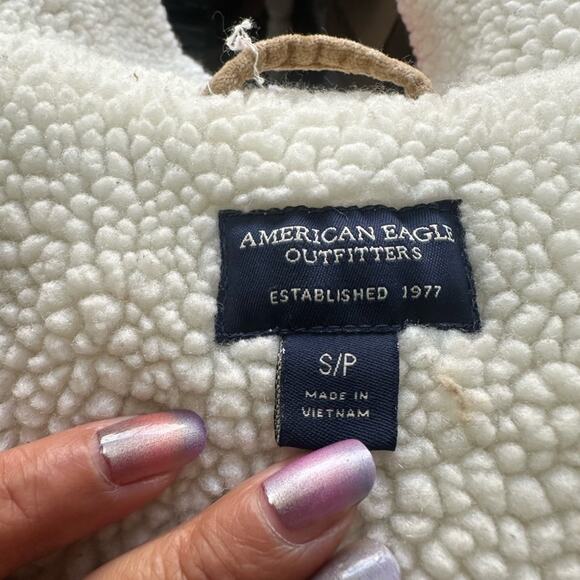 AMERICAN EAGLE
OUTFITTERS
ESTABLISHED 1977
S/P
MADE IN
VIETNAM